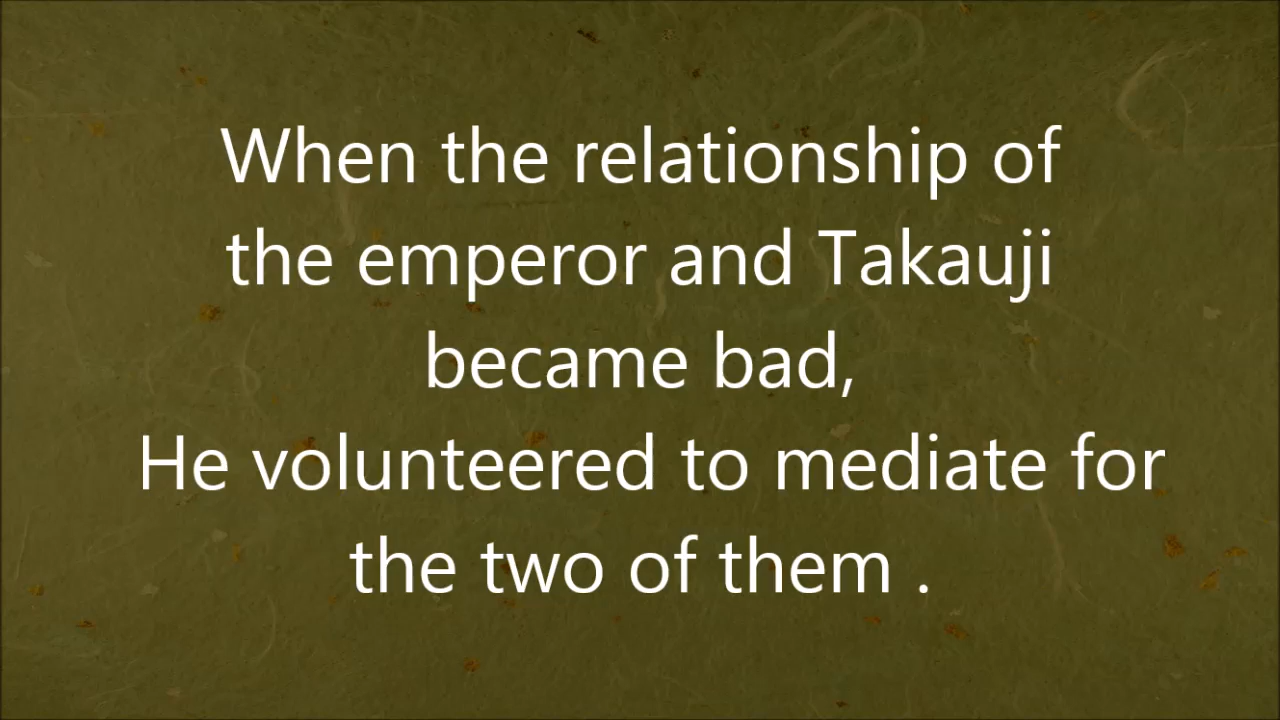 When the relationship of
the emperor and Takauji
became bad,
He volunteered to mediate for
the two of them .